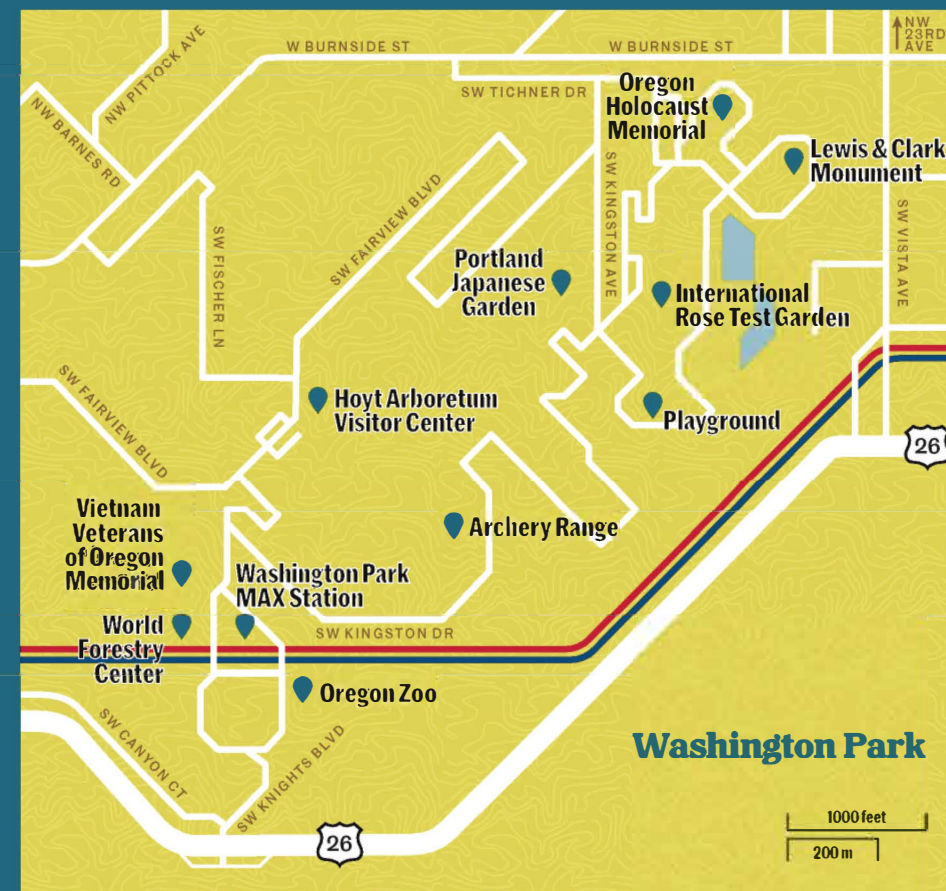 NW
23RD
AVE
NW PITTOCK AVE
W BURNSIDE ST
W BURNSIDE ST
NW BARNES RD
SW TICHNER DR
Oregon
Holocaust
Memorial
Lewis & Clark
Monument
SW KINGSTON AVE
SW FAIRVIEW BLVD
SW VISTA AVE
SW FISCHER LN
Portland
Japanese
Garden
International
Rose Test Garden
SW FAIRVIEW BLVD
Hoyt Arboretum
Visitor Center
Playground
26
Vietnam
Veterans
of Oregon
Memorial
Archery Range
Washington Park
MAX Station
World
Forestry
Center
SW KINGSTON DR
Oregon Zoo
SW CANYON CT
SW KNIGHTS BLVD
Washington Park
26
1000 feet
200 m